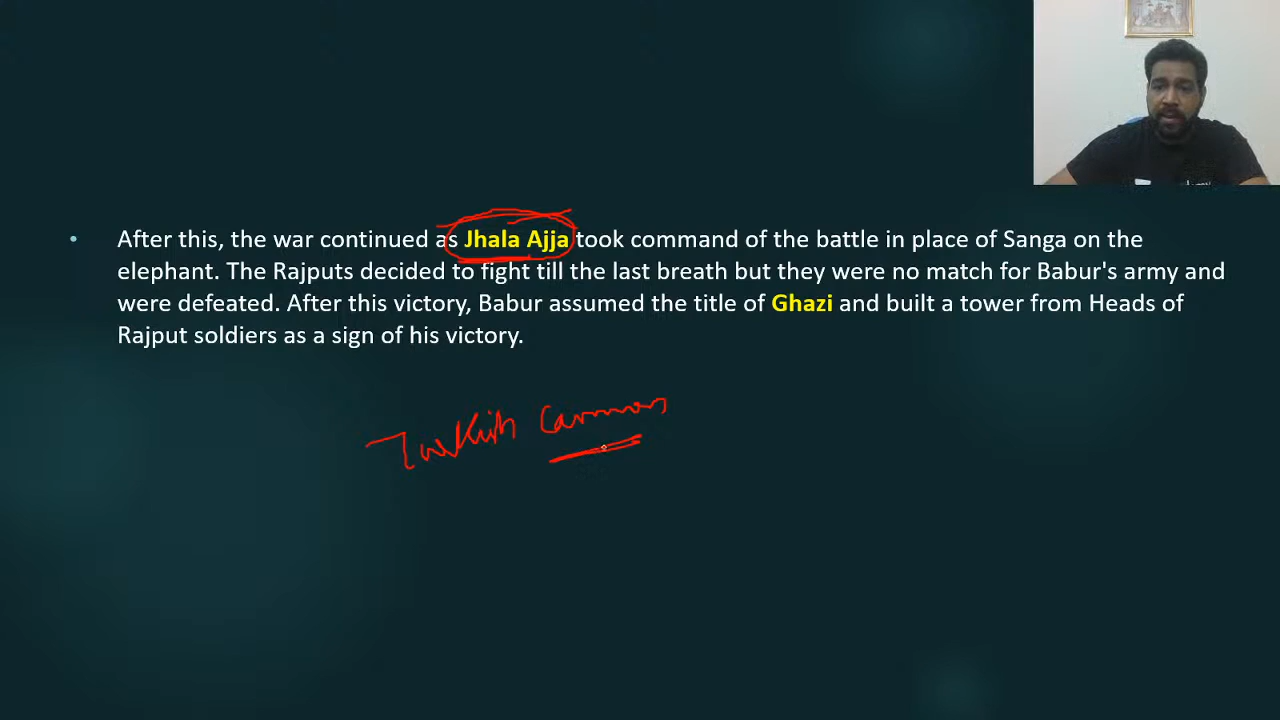 After this, the war continued as Jhala Ajja took command of the battle in place of Sanga on the
elephant. The Rajputs decided to fight till the last breath but they were no match for Babur's army and
were defeated. After this victory, Babur assumed the title of Ghazi and built a tower from Heads of
Rajput soldiers as a sign of his victory.
Turkish